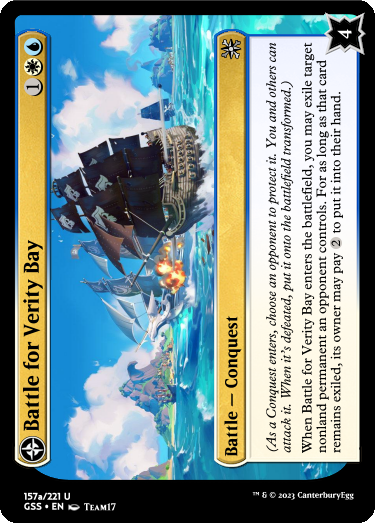 Battle for Verity Bay
1
Battle — Conquest
(As a Conquest enters, choose an opponent to protect it. You and others can
attack it. When it's defeated, put it onto the battlefield transformed.)
When Battle for Verity Bay enters the battlefield, you may exile target
nonland permanent an opponent controls. For as long as that card
remains exiled, its owner may pay 2 to put it into their hand.
4
157a/221 U
GSS • EN Team17
™ & © 2023 CanterburyEgg